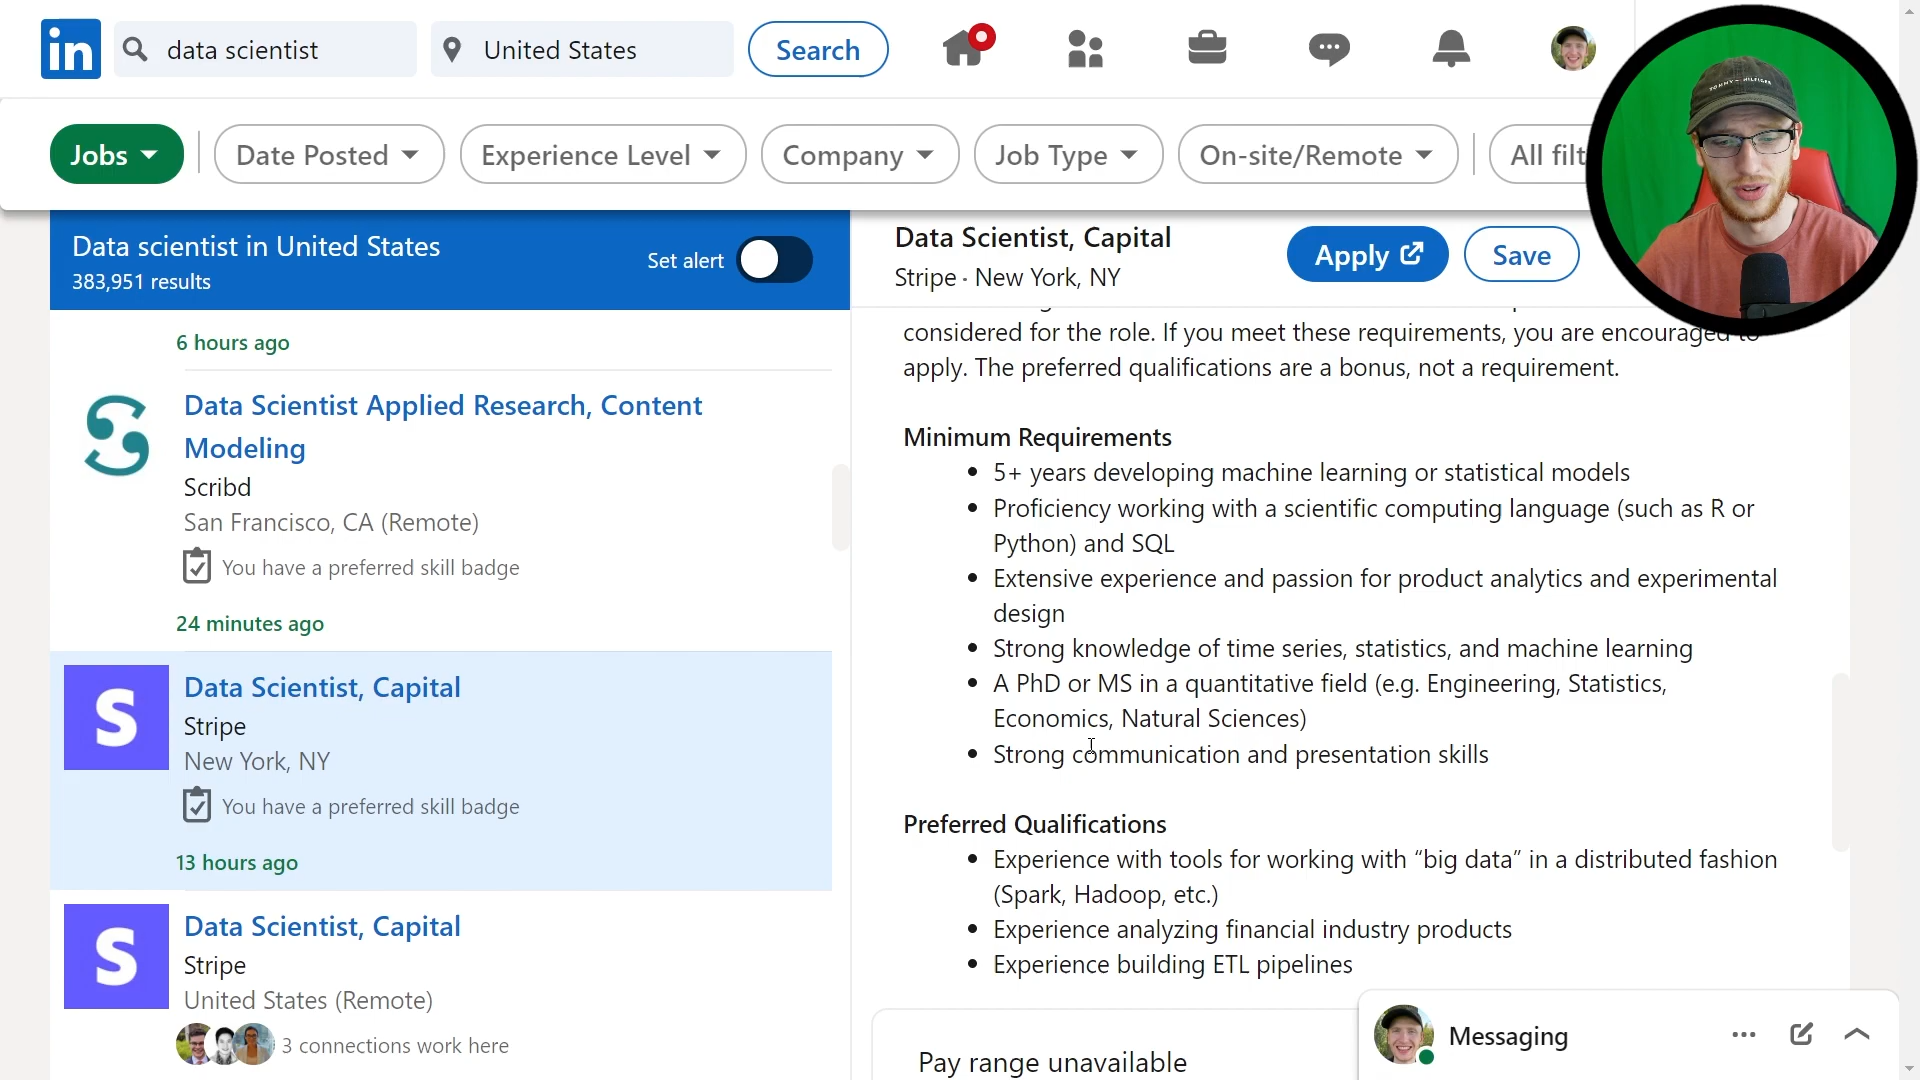 in
data scientist
United States
Search
Jobs
Date Posted
Experience Level
Company
Job Type
On-site/Remote
All filt
TOMMY HILFIGER
Data scientist in United States
383,951 results
Set alert
6 hours ago
Data Scientist Applied Research, Content
Modeling
Scribd
San Francisco, CA (Remote)
You have a preferred skill badge
24 minutes ago
S
Data Scientist, Capital
Stripe
New York, NY
You have a preferred skill badge
13 hours ago
S
Data Scientist, Capital
Stripe
United States (Remote)
3 connections work here
Data Scientist, Capital
Stripe · New York, NY
Apply
Save
considered for the role. If you meet these requirements, you are encouraged to
apply. The preferred qualifications are a bonus, not a requirement.
Minimum Requirements
• 5+ years developing machine learning or statistical models
• Proficiency working with a scientific computing language (such as R or
Python) and SQL
• Extensive experience and passion for product analytics and experimental
design
• Strong knowledge of time series, statistics, and machine learning
• A PhD or MS in a quantitative field (e.g. Engineering, Statistics,
Economics, Natural Sciences)
• Strong communication and presentation skills
Preferred Qualifications
• Experience with tools for working with “big data” in a distributed fashion
(Spark, Hadoop, etc.)
• Experience analyzing financial industry products
• Experience building ETL pipelines
Pay range unavailable
Messaging